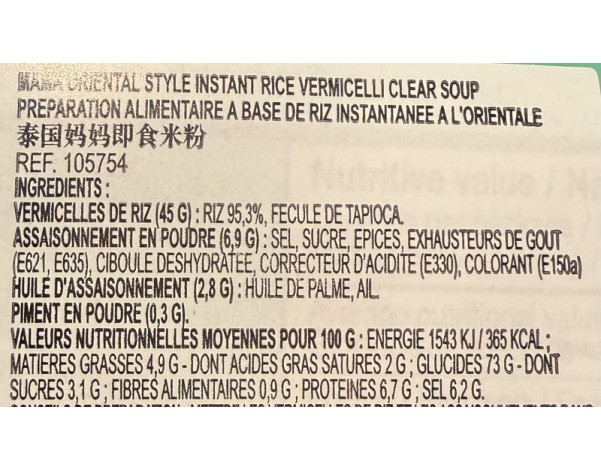 MAMA ORIENTAL STYLE INSTANT RICE VERMICELLI CLEAR SOUP
PREPARATION ALIMENTAIRE A BASE DE RIZ INSTANTANEE A L'ORIENTALE
泰国妈妈即食米粉
REF. 105754
INGREDIENTS :
VERMICELLES DE RIZ (45 G) : RIZ 95,3%, FECULE DE TAPIOCA.
ASSAISONNEMENT EN POUDRE (6,9 G) : SEL, SUCRE, EPICES, EXHAUSTEURS DE GOUT
(E621, E635), CIBOULE DESHYDRATEE, CORRECTEUR D'ACIDITE (E330), COLORANT (E150a)
HUILE D'ASSAISONNEMENT (2,8 G) : HUILE DE PALME, AIL.
PIMENT EN POUDRE (0,3 G).
VALEURS NUTRITIONNELLES MOYENNES POUR 100 G : ENERGIE 1543 KJ / 365 KCAL ;
MATIERES GRASSES 4,9 G - DONT ACIDES GRAS SATURES 2 G ; GLUCIDES 73 G - DONT
SUCRES 3,1 G ; FIBRES ALIMENTAIRES 0,9 G ; PROTEINES 6,7 G ; SEL 6,2 G.
Nutritive value /